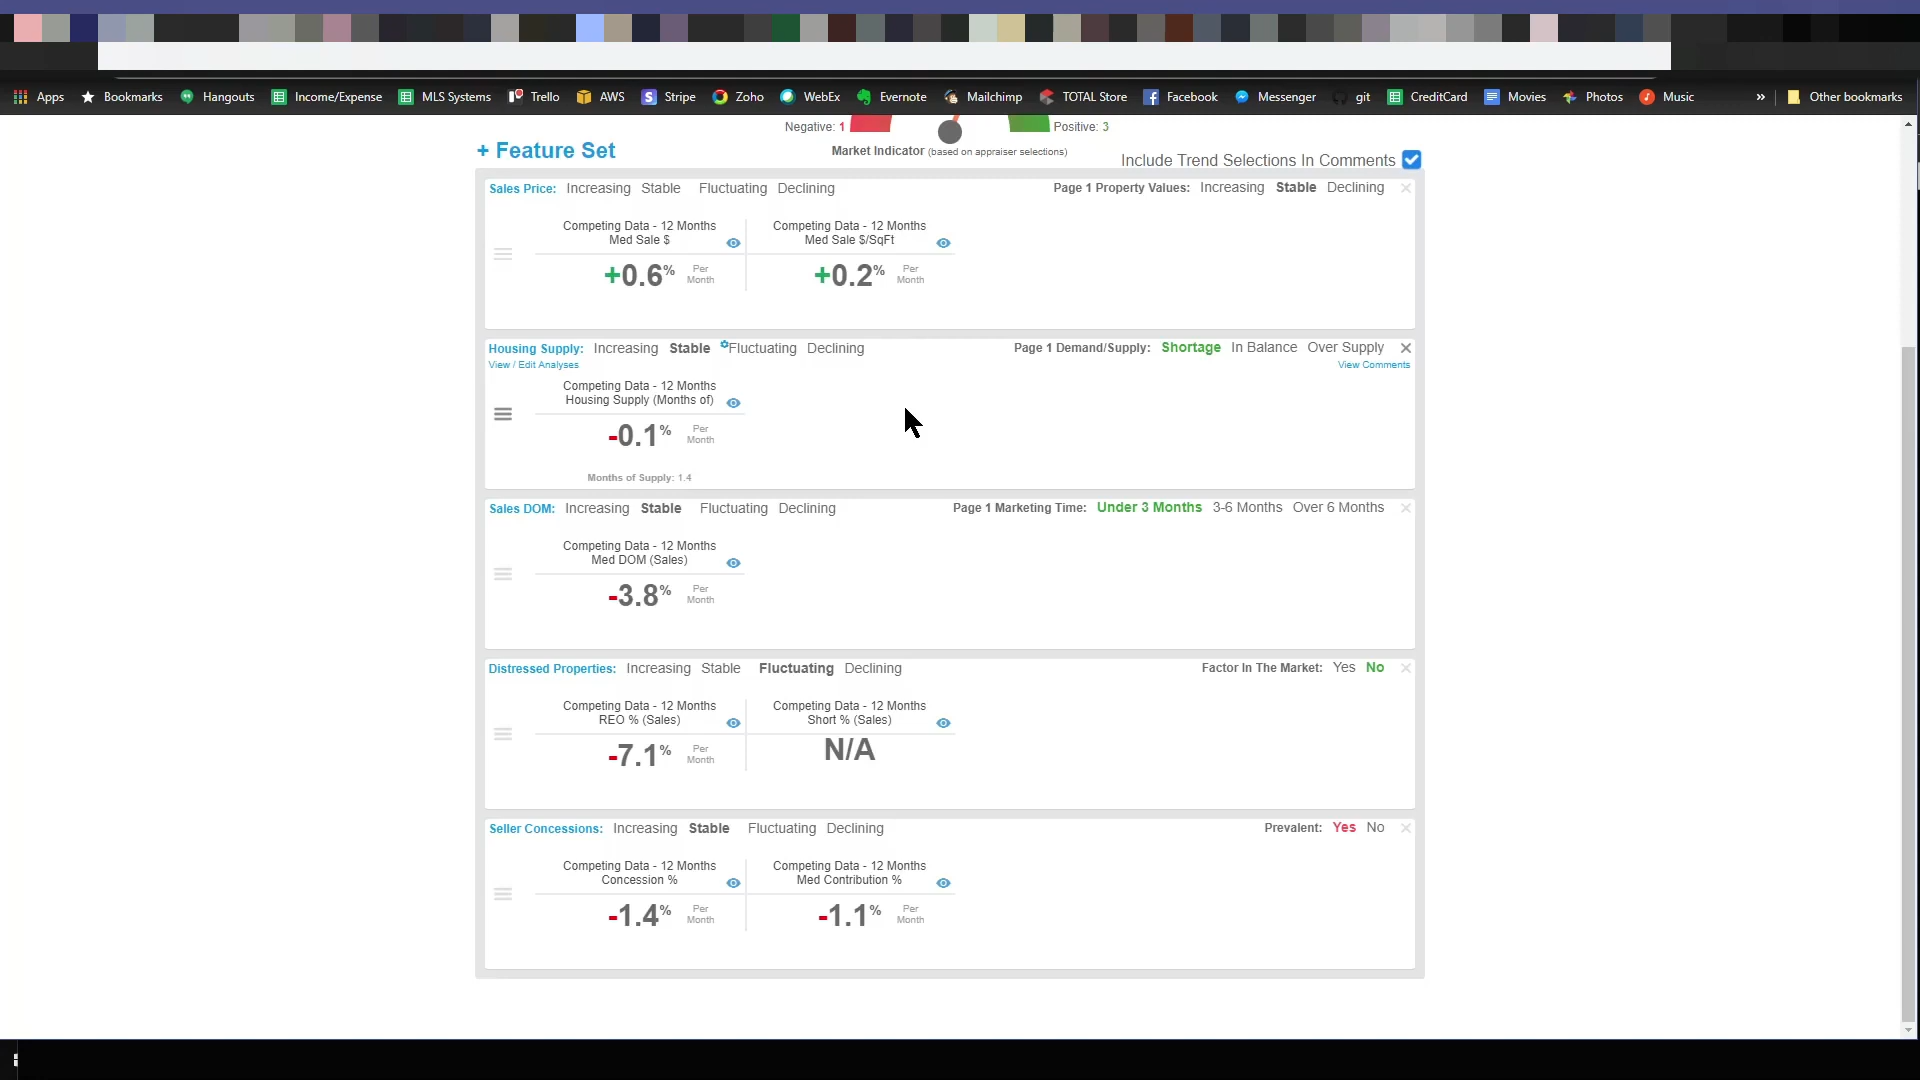 Apps Bookmarks Hangouts Income/Expense MLS Systems Trello AWS Stripe Zoho WebEx Evernote Mailchimp TOTAL Store Facebook Messenger git CreditCard Movies Photos Music » Other bookmarks
Negative: 1 Positive: 3
+ Feature Set
Market Indicator (based on appraiser selections)
Include Trend Selections In Comments
Sales Price: Increasing Stable Fluctuating Declining Page 1 Property Values: Increasing Stable Declining
Competing Data - 12 Months Competing Data - 12 Months
Med Sale $ Med Sale $/SqFt
+0.6% Per Month +0.2% Per Month
Housing Supply: Increasing Stable Fluctuating Declining Page 1 Demand/Supply: Shortage In Balance Over Supply
View / Edit Analyses View Comments
Competing Data - 12 Months
Housing Supply (Months of)
-0.1% Per Month
Months of Supply: 1.4
Sales DOM: Increasing Stable Fluctuating Declining Page 1 Marketing Time: Under 3 Months 3-6 Months Over 6 Months
Competing Data - 12 Months
Med DOM (Sales)
-3.8% Per Month
Distressed Properties: Increasing Stable Fluctuating Declining Factor In The Market: Yes No
Competing Data - 12 Months Competing Data - 12 Months
REO % (Sales) Short % (Sales)
-7.1% Per Month N/A
Seller Concessions: Increasing Stable Fluctuating Declining Prevalent: Yes No
Competing Data - 12 Months Competing Data - 12 Months
Concession % Med Contribution %
-1.4% Per Month -1.1% Per Month